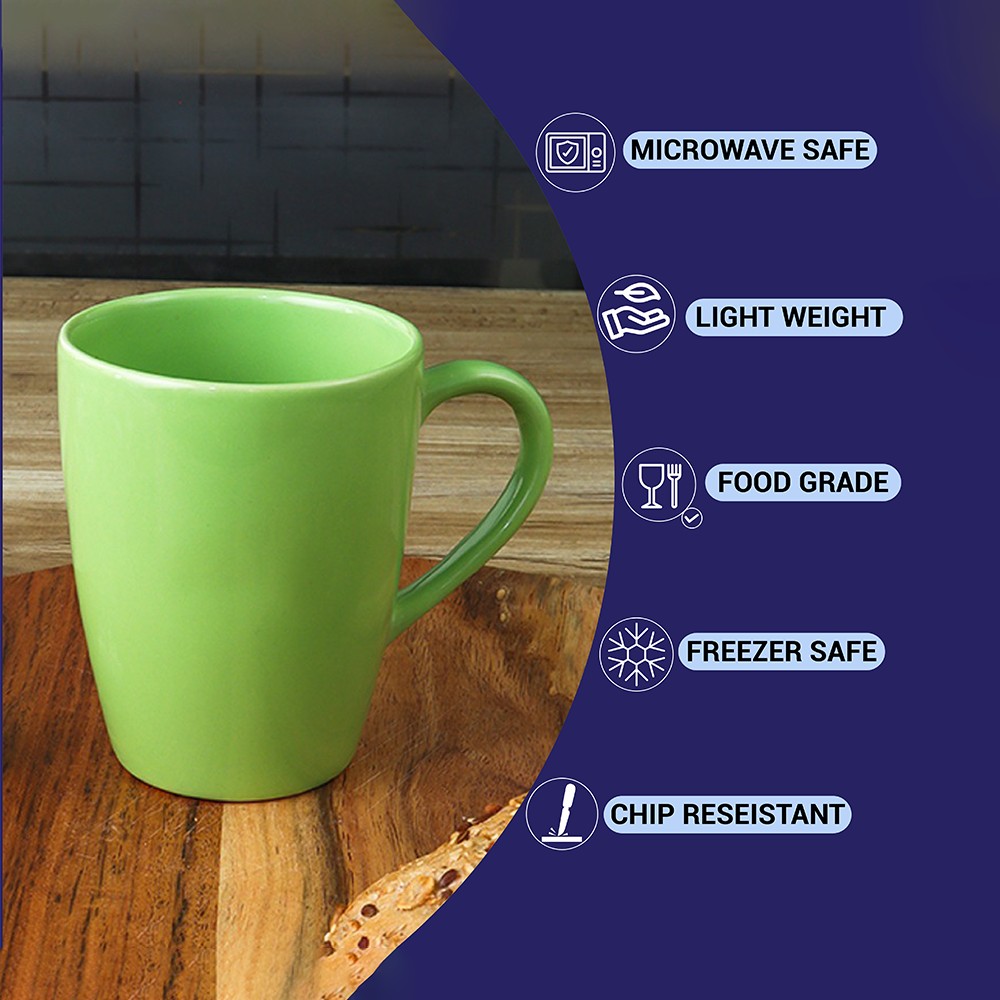 MICROWAVE SAFE
LIGHT WEIGHT
FOOD GRADE
FREEZER SAFE
CHIP RESEISTANT